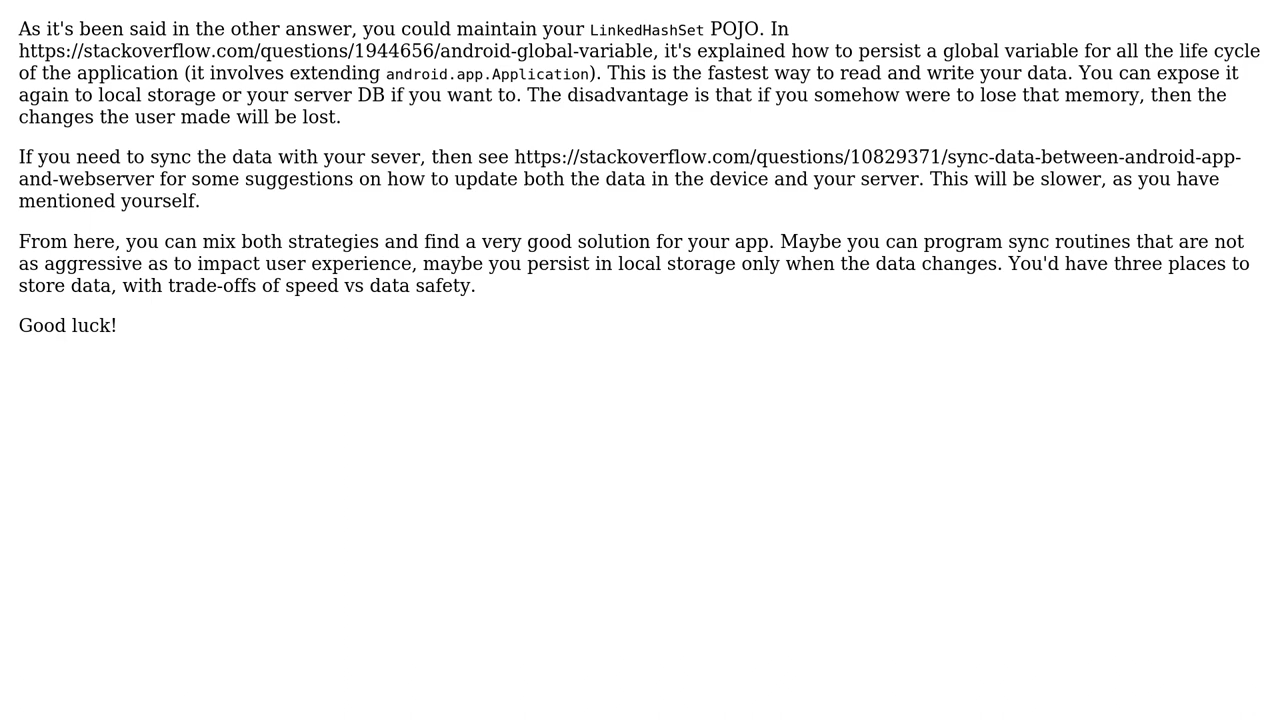 As it's been said in the other answer, you could maintain your LinkedHashSet POJO. In
https://stackoverflow.com/questions/1944656/android-global-variable, it's explained how to persist a global variable for all the life cycle
of the application (it involves extending android.app.Application). This is the fastest way to read and write your data. You can expose it
again to local storage or your server DB if you want to. The disadvantage is that if you somehow were to lose that memory, then the
changes the user made will be lost.
If you need to sync the data with your sever, then see https://stackoverflow.com/questions/10829371/sync-data-between-android-app-
and-webserver for some suggestions on how to update both the data in the device and your server. This will be slower, as you have
mentioned yourself.
From here, you can mix both strategies and find a very good solution for your app. Maybe you can program sync routines that are not
as aggressive as to impact user experience, maybe you persist in local storage only when the data changes. You'd have three places to
store data, with trade-offs of speed vs data safety.
Good luck!